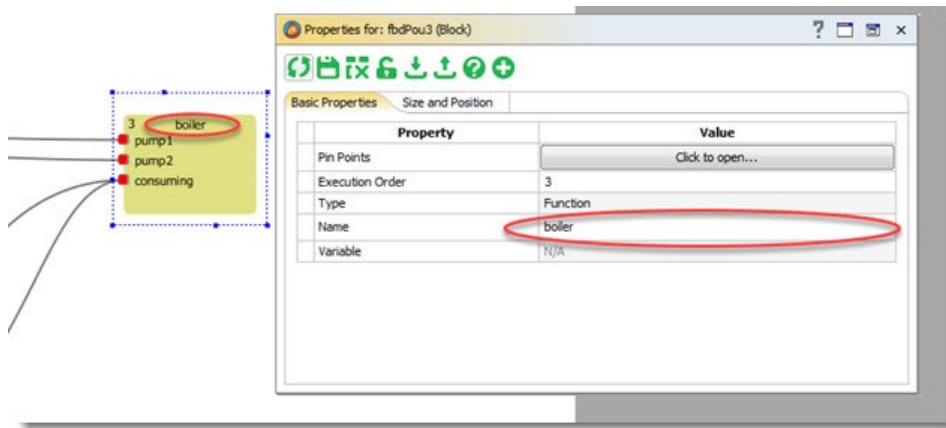 Properties for: fbdPou3 (Block)
Basic Properties Size and Position
3 boiler
pump1
pump2
consuming
Property Value
Pin Points Click to open...
Execution Order 3
Type Function
Name boiler
Variable N/A